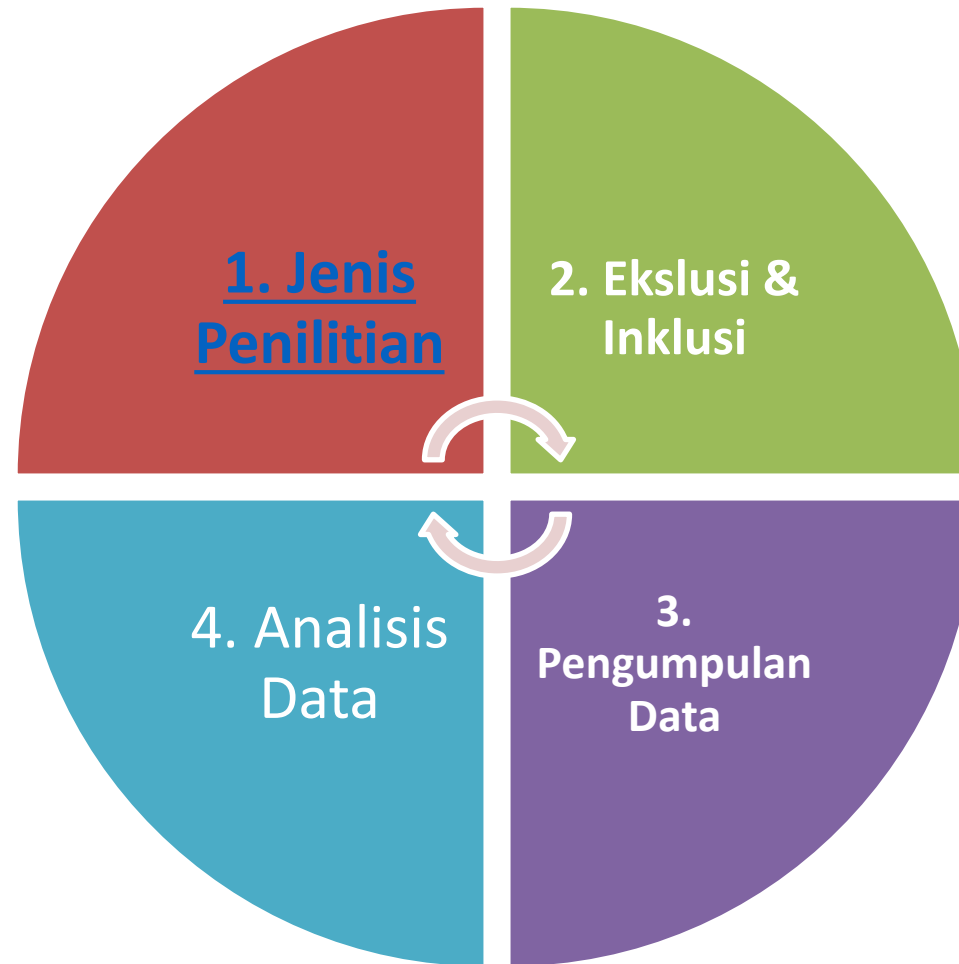 1. Jenis
Penilitian
2. Ekslusi &
Inklusi
3.
Pengumpulan
Data
4. Analisis
Data